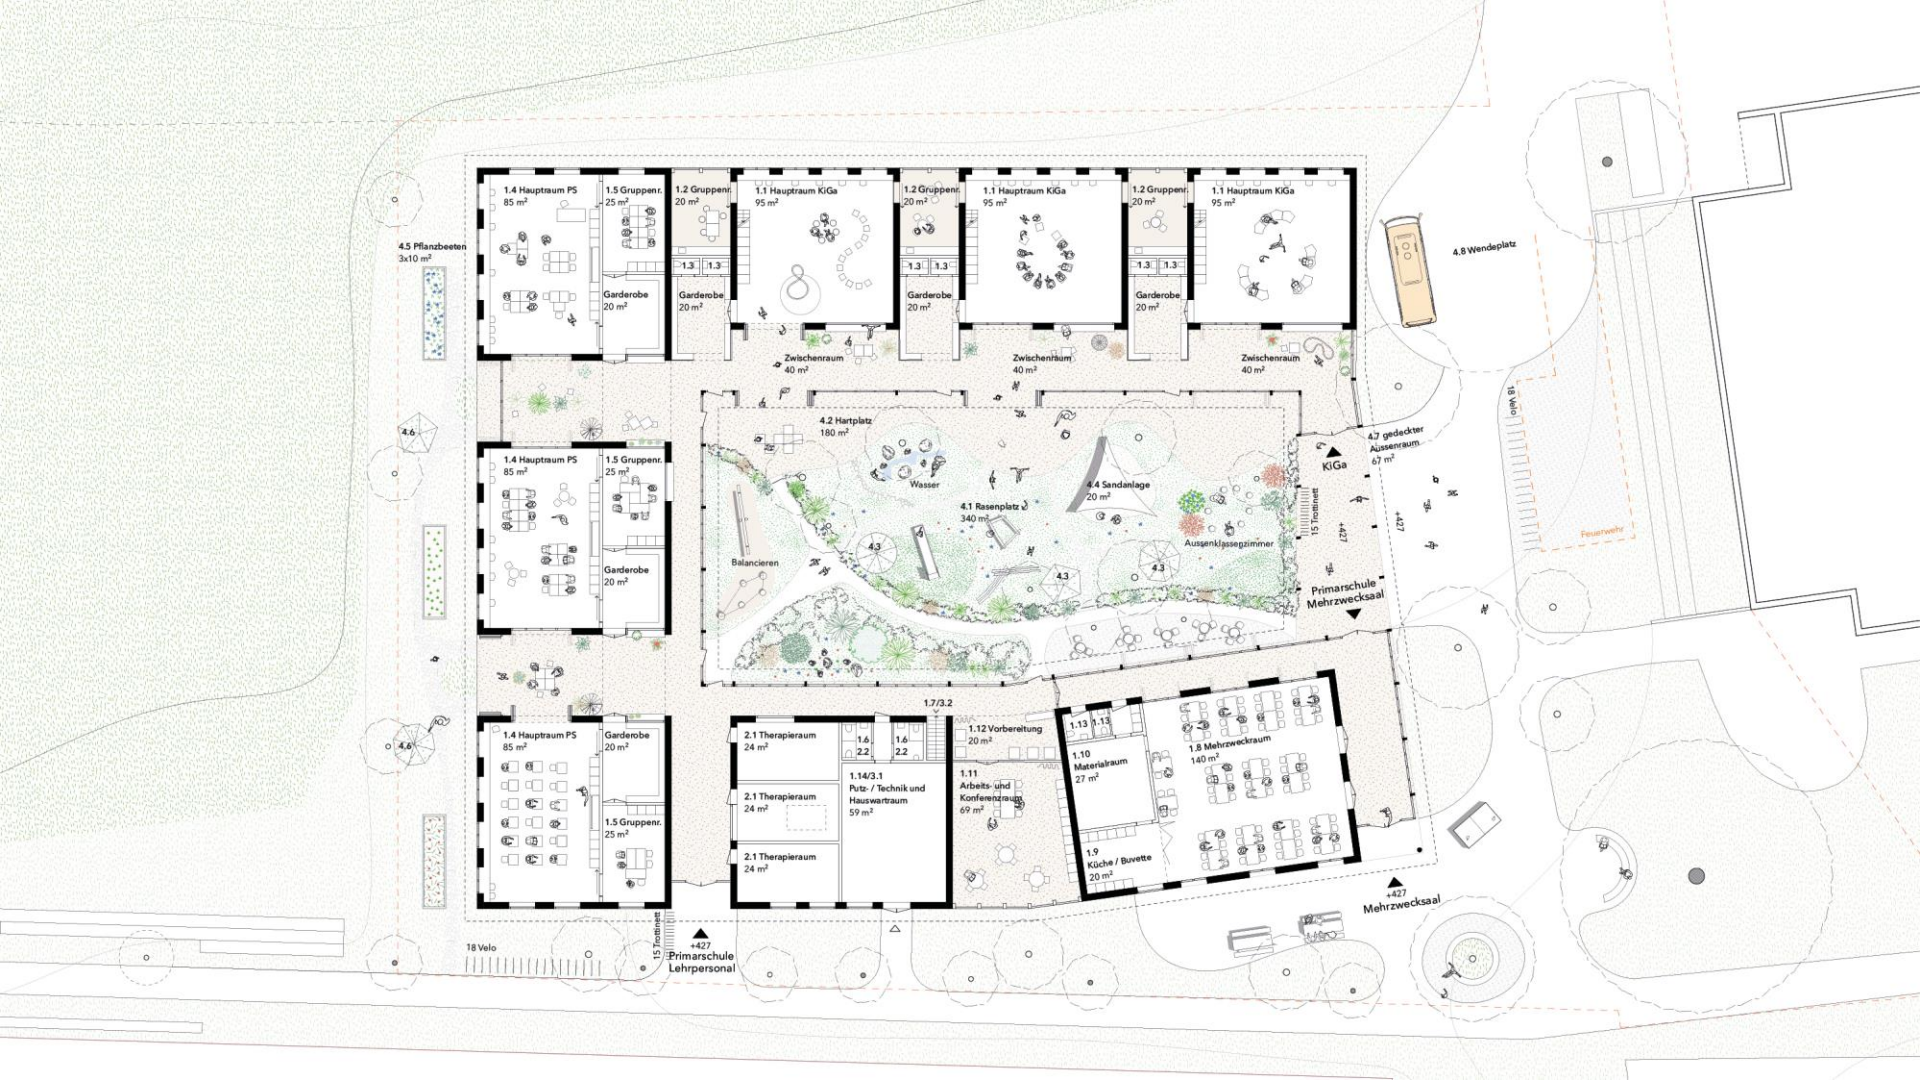 1.4 Hauptraum PS
85 m²
1.5 Gruppenr.
25 m²
1.2 Gruppenr.
20 m²
1.1 Hauptraum KiGa
95 m²
1.2 Gruppenr.
20 m²
1.1 Hauptraum KiGa
95 m²
1.2 Gruppenr.
20 m²
1.1 Hauptraum KiGa
95 m²
4.5 Pflanzbeeten
3x10 m²
4.8 Wendeplatz
1.3
1.3
1.3
1.3
1.3
1.3
Garderobe
20 m²
Garderobe
20 m²
Garderobe
20 m²
Garderobe
20 m²
Zwischenraum
40 m²
Zwischenraum
40 m²
Zwischenraum
40 m²
18 Velo
4.6
4.2 Hartplatz
180 m²
4.7 gedeckter
Aussenraum
67 m²
KiGa
1.4 Hauptraum PS
85 m²
1.5 Gruppenr.
25 m²
Wasser
4.4 Sandanlage
20 m²
4.1 Rasenplatz
340 m²
15 Trottinett
+427
+427
Feuerwehr
Aussenklassenzimmer
4.3
4.3
4.3
Balancieren
Garderobe
20 m²
Primarschule
Mehrzwecksaal
4.6
1.4 Hauptraum PS
85 m²
Garderobe
20 m²
1.7/3.2
2.1 Therapieraum
24 m²
1.6
2.2
1.6
2.2
1.12 Vorbereitung
20 m²
1.13
1.13
1.10
Materialraum
27 m²
1.8 Mehrzweckraum
140 m²
2.1 Therapieraum
24 m²
1.14/3.1
Putz- / Technik und
Hauswartraum
59 m²
1.11
Arbeits- und
Konferenzraum
69 m²
1.5 Gruppenr.
25 m²
2.1 Therapieraum
24 m²
1.9
Küche / Buvette
20 m²
+427
Mehrzwecksaal
18 Velo
15 Trottinett
+427
Primarschule
Lehrpersonal